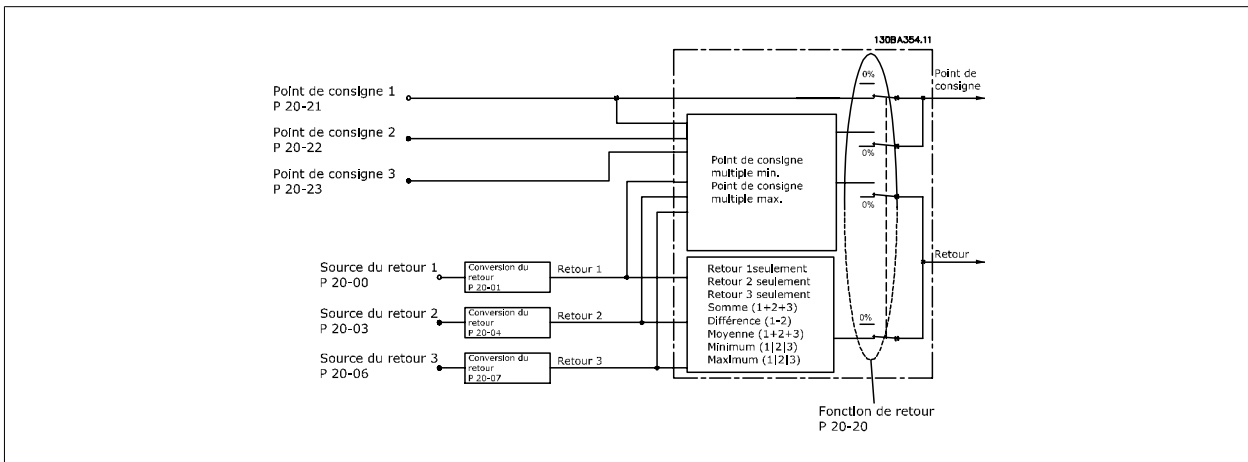 130BA354.11
Point de consigne 1
P 20-21
Point de consigne 2
P 20-22
Point de consigne 3
P 20-23
0%
Point de
consigne
0%
Point de consigne
multiple min.
Point de consigne
multiple max.
0%
Source du retour 1
P 20-00
Conversion du
retour
P 20-01
Retour 1
Source du retour 2
P 20-03
Conversion du
retour
P 20-04
Retour 2
Source du retour 3
P 20-06
Conversion du
retour
P 20-07
Retour 3
Retour 1seulement
Retour 2 seulement
Retour 3 seulement
Somme (1+2+3)
Différence (1-2)
Moyenne (1+2+3)
Minimum (1|2|3)
Maximum (1|2|3)
0%
Retour
Fonction de retour
P 20-20